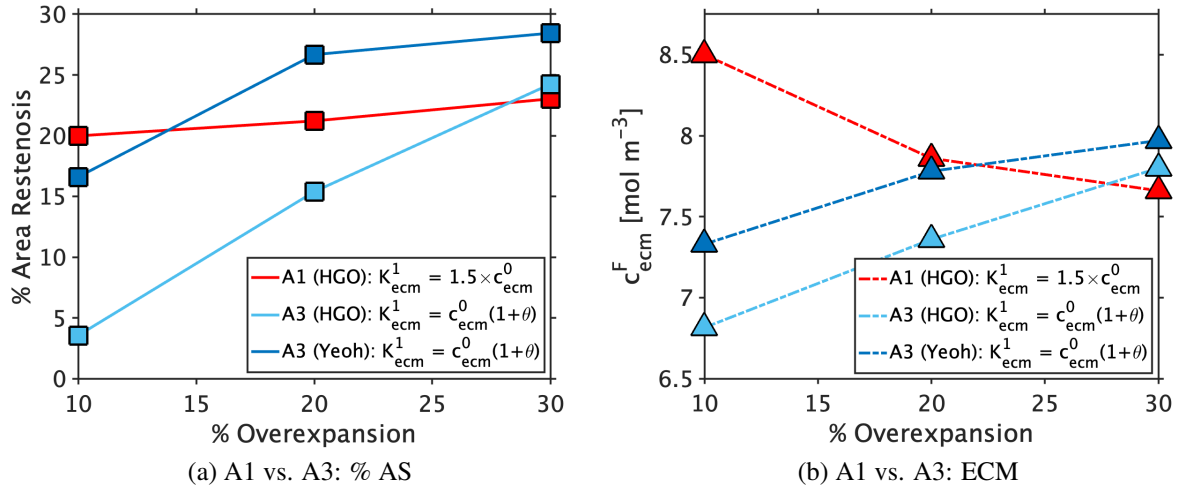 30
25
20
15
10
5
0
% Area Restenosis
10 15 20 25 30
% Overexpansion
A1 (HGO): K¹ecm = 1.5×c⁰ecm
A3 (HGO): K¹ecm = c⁰ecm(1+θ)
A3 (Yeoh): K¹ecm = c⁰ecm(1+θ)
(a) A1 vs. A3: % AS
8.5
8
7.5
7
6.5
cFecm [mol m⁻³]
10 15 20 25 30
% Overexpansion
A1 (HGO): K¹ecm = 1.5×c⁰ecm
A3 (HGO): K¹ecm = c⁰ecm(1+θ)
A3 (Yeoh): K¹ecm = c⁰ecm(1+θ)
(b) A1 vs. A3: ECM